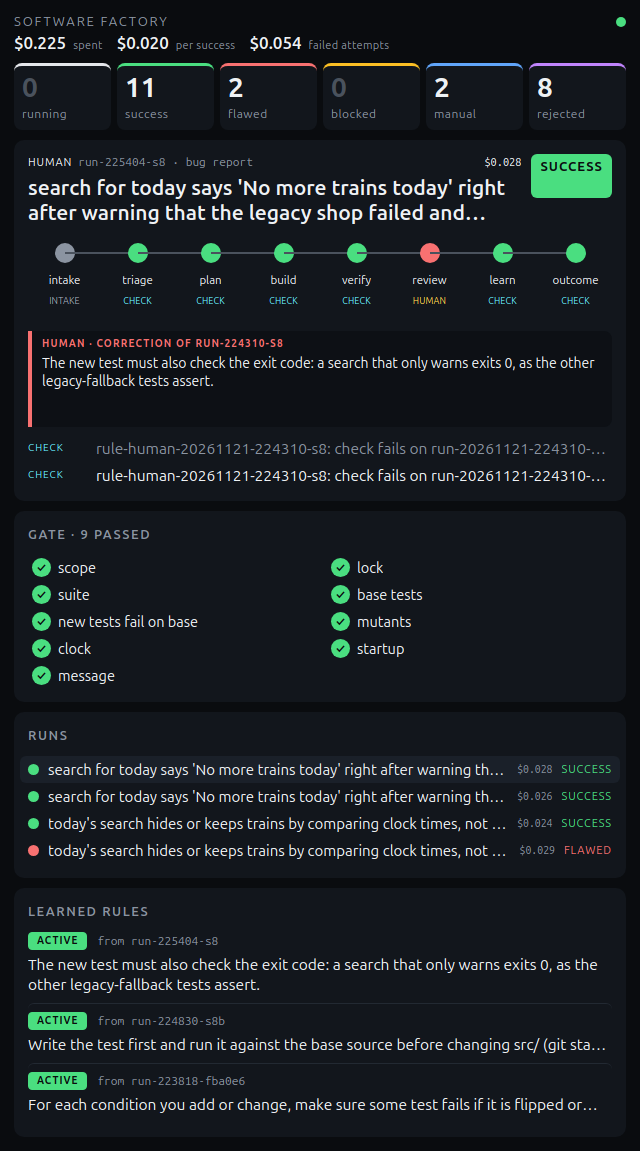 SOFTWARE FACTORY
$0.225 spent $0.020 per success $0.054 failed attempts
0 11 2 0 2 8
running success flawed blocked manual rejected
HUMAN run-225404-s8 · bug report $0.028 SUCCESS
search for today says 'No more trains today' right
after warning that the legacy shop failed and…
intake triage plan build verify review learn outcome
INTAKE CHECK CHECK CHECK CHECK HUMAN CHECK CHECK
HUMAN · CORRECTION OF RUN-224310-S8
The new test must also check the exit code: a search that only warns exits 0, as the other
legacy-fallback tests assert.
CHECK rule-human-20261121-224310-s8: check fails on run-20261121-224310-…
CHECK rule-human-20261121-224310-s8: check fails on run-20261121-224310-…
GATE · 9 PASSED
scope lock
suite base tests
new tests fail on base mutants
clock startup
message
RUNS
search for today says 'No more trains today' right after warning th… $0.028 SUCCESS
search for today says 'No more trains today' right after warning th… $0.026 SUCCESS
today's search hides or keeps trains by comparing clock times, not … $0.024 SUCCESS
today's search hides or keeps trains by comparing clock times, not … $0.029 FLAWED
LEARNED RULES
ACTIVE from run-225404-s8
The new test must also check the exit code: a search that only warns exits 0, as the
other legacy-fallback tests assert.
ACTIVE from run-224830-s8b
Write the test first and run it against the base source before changing src/ (git sta…
ACTIVE from run-223818-fba0e6
For each condition you add or change, make sure some test fails if it is flipped or…